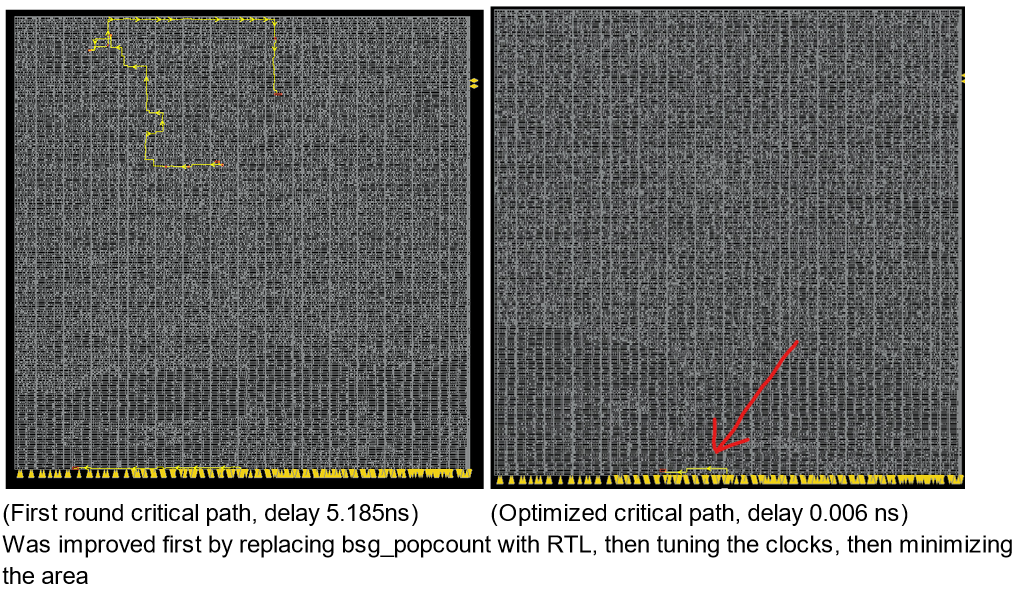 (First round critical path, delay 5.185ns)
(Optimized critical path, delay 0.006 ns)
Was improved first by replacing bsg_popcount with RTL, then tuning the clocks, then minimizing
the area